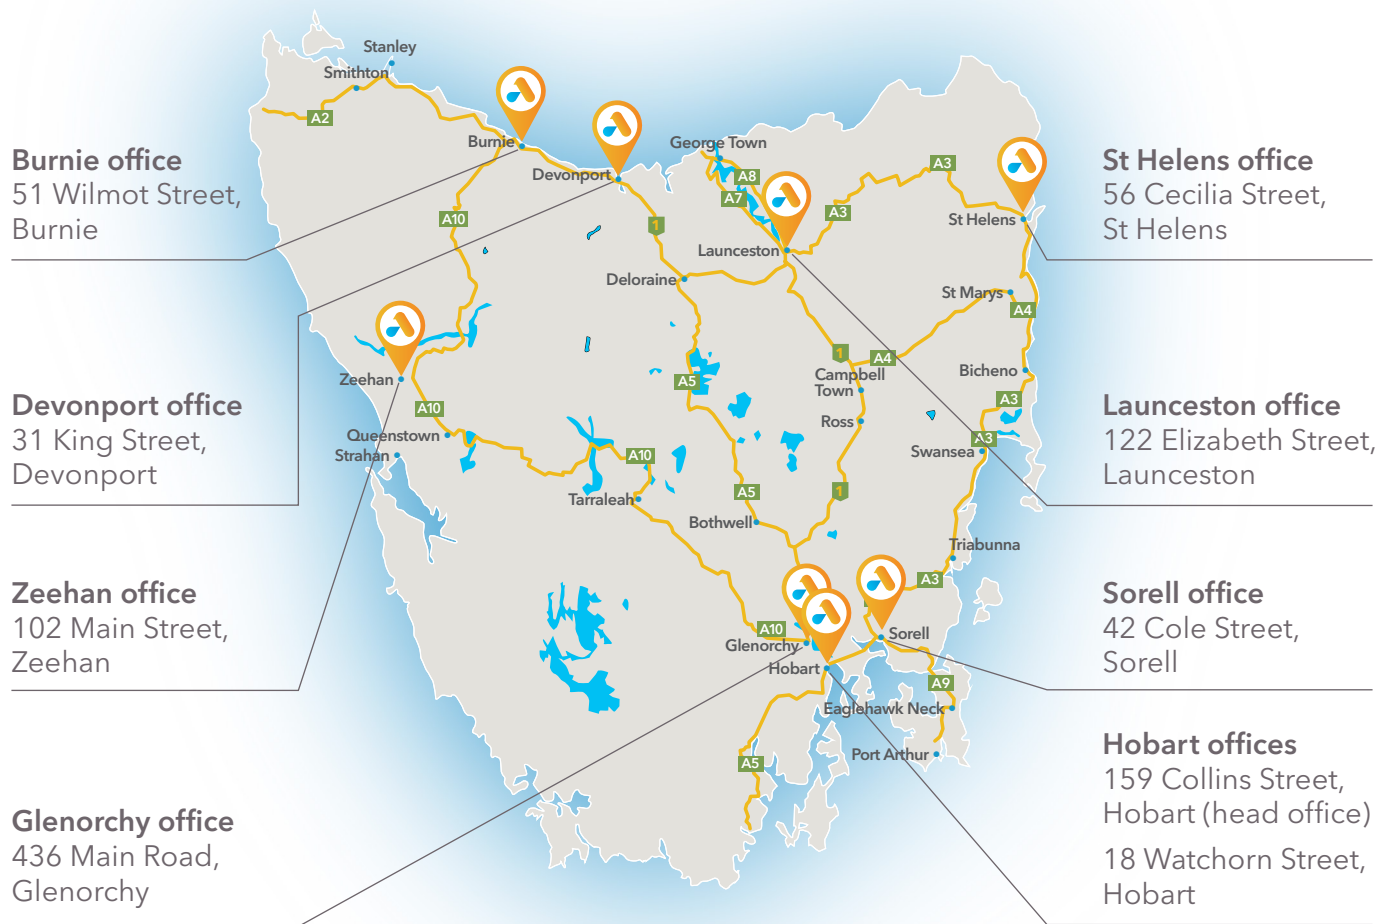 Burnie office
51 Wilmot Street,
Burnie
Devonport office
31 King Street,
Devonport
Zeehan office
102 Main Street,
Zeehan
Glenorchy office
436 Main Road,
Glenorchy
Stanley
Smithton
A2
Burnie
Devonport
George Town
A8
A7
A3
A3
A10
1
St Helens
Launceston
Deloraine
St Marys
A4
Zeehan
1
A4
Campbell
Town
Bicheno
A5
A10
A3
Ross
Queenstown
A3
Strahan
A10
Swansea
A5
1
Tarraleah
Bothwell
Triabunna
A3
A10
Sorell
Glenorchy
Hobart
A9
Eaglehawk Neck
Port Arthur
A5
St Helens office
56 Cecilia Street,
St Helens
Launceston office
122 Elizabeth Street,
Launceston
Sorell office
42 Cole Street,
Sorell
Hobart offices
159 Collins Street,
Hobart (head office)
18 Watchorn Street,
Hobart